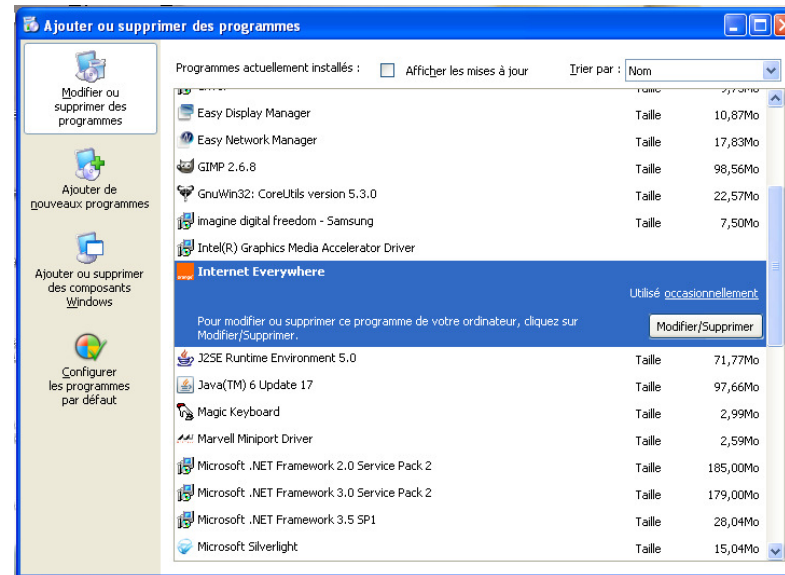 Ajouter ou supprimer des programmes
Modifier ou
supprimer des
programmes
Ajouter de
nouveaux programmes
Ajouter ou supprimer
des composants
Windows
Configurer
les programmes
par défaut
Programmes actuellement installés : Afficher les mises à jour Trier par : Nom
Easy Display Manager Taille 10,87Mo
Easy Network Manager Taille 17,83Mo
GIMP 2.6.8 Taille 98,56Mo
GnuWin32: CoreUtils version 5.3.0 Taille 22,57Mo
imagine digital freedom - Samsung Taille 7,50Mo
Intel(R) Graphics Media Accelerator Driver
Internet Everywhere
Utilisé occasionnellement
Pour modifier ou supprimer ce programme de votre ordinateur, cliquez sur
Modifier/Supprimer.
Modifier/Supprimer
J2SE Runtime Environment 5.0 Taille 71,77Mo
Java(TM) 6 Update 17 Taille 97,66Mo
Magic Keyboard Taille 2,99Mo
Marvell Miniport Driver Taille 2,59Mo
Microsoft .NET Framework 2.0 Service Pack 2 Taille 185,00Mo
Microsoft .NET Framework 3.0 Service Pack 2 Taille 179,00Mo
Microsoft .NET Framework 3.5 SP1 Taille 28,04Mo
Microsoft Silverlight Taille 15,04Mo